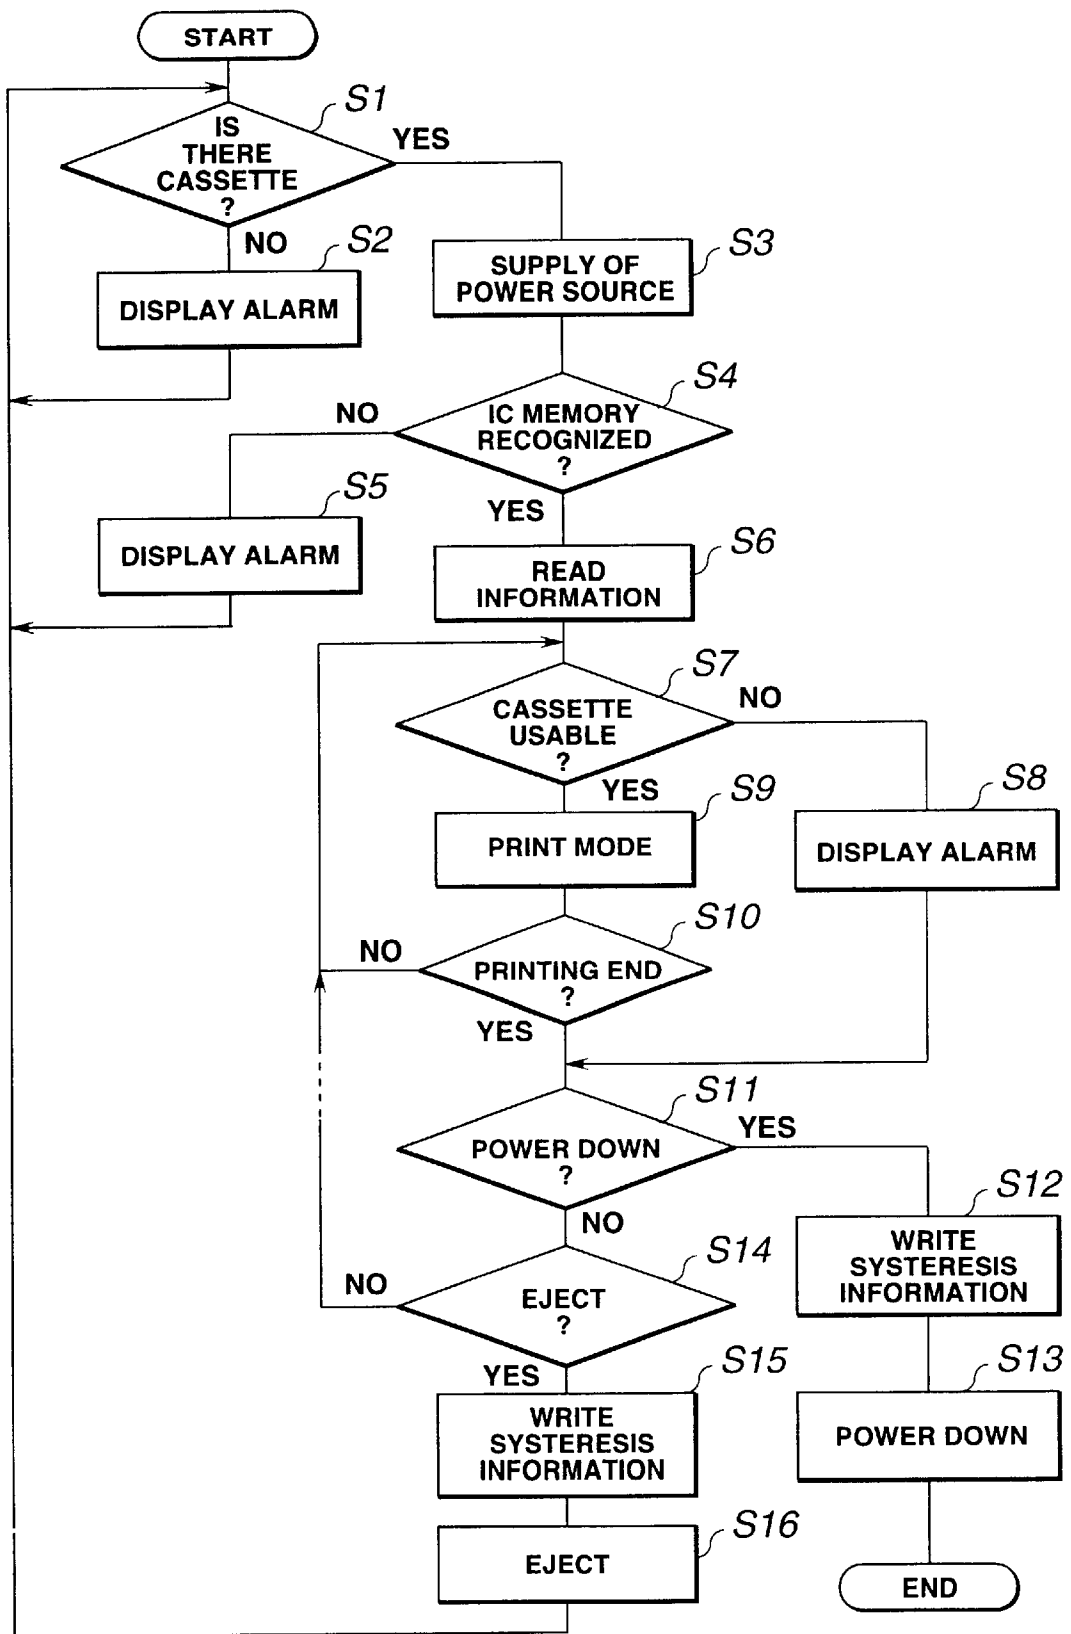 START
S1
IS
THERE
CASSETTE
?
YES
NO
S2
DISPLAY ALARM
S3
SUPPLY OF
POWER SOURCE
S4
IC MEMORY
RECOGNIZED
?
NO
YES
S5
DISPLAY ALARM
S6
READ
INFORMATION
S7
CASSETTE
USABLE
?
NO
YES
S8
DISPLAY ALARM
S9
PRINT MODE
S10
PRINTING END
?
NO
YES
S11
POWER DOWN
?
YES
NO
S12
WRITE
SYSTERESIS
INFORMATION
S13
POWER DOWN
END
S14
EJECT
?
NO
YES
S15
WRITE
SYSTERESIS
INFORMATION
S16
EJECT